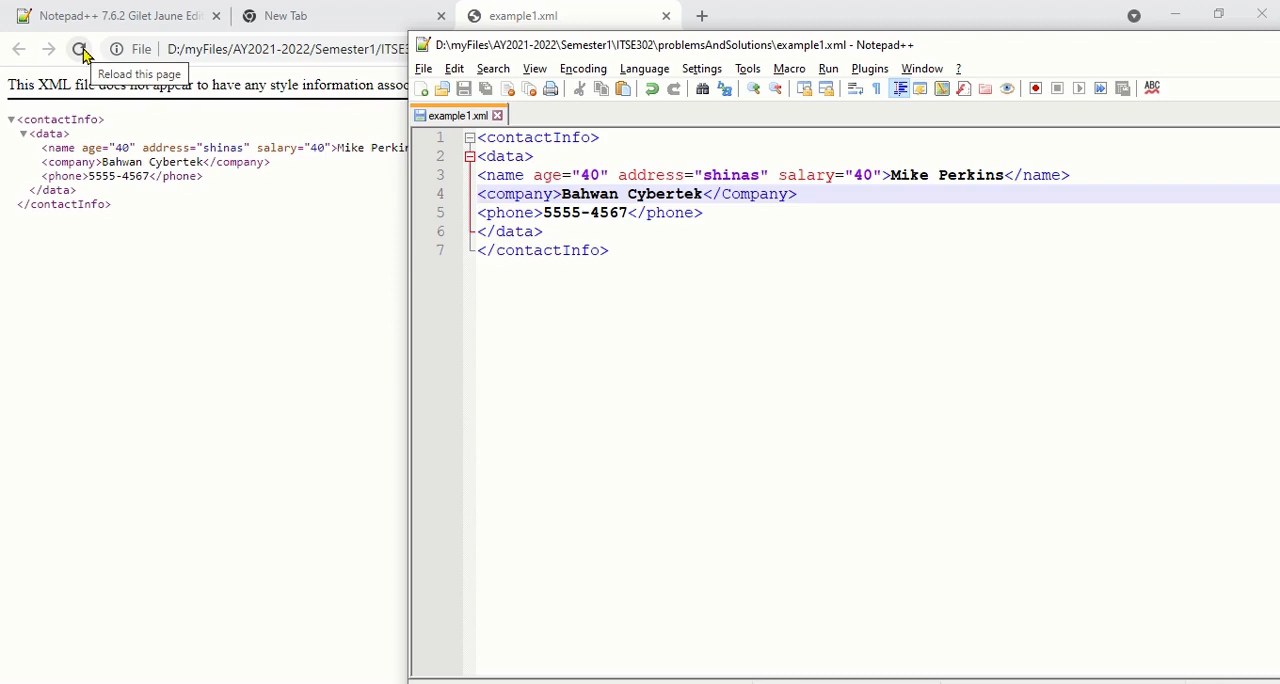 Notepad++ 7.6.2 Gilet Jaune Edi
New Tab
example1.xml
File
D:/myFiles/AY2021-2022/Semester1/ITSE
Reload this page
This XML file does not appear to have any style information assoc
<contactInfo>
<data>
<name age="40" address="shinas" salary="40">Mike Perkin
<company>Bahwan Cybertek</company>
<phone>5555-4567</phone>
</data>
</contactInfo>
D:\myFiles\AY2021-2022\Semester1\ITSE302\problemsAndSolutions\example1.xml - Notepad++
File Edit Search View Encoding Language Settings Tools Macro Run Plugins Window ?
ABC
example1.xml
1 <contactInfo>
2 <data>
3 <name age="40" address="shinas" salary="40">Mike Perkins</name>
4 <company>Bahwan Cybertek</Company>
5 <phone>5555-4567</phone>
6 </data>
7 </contactInfo>